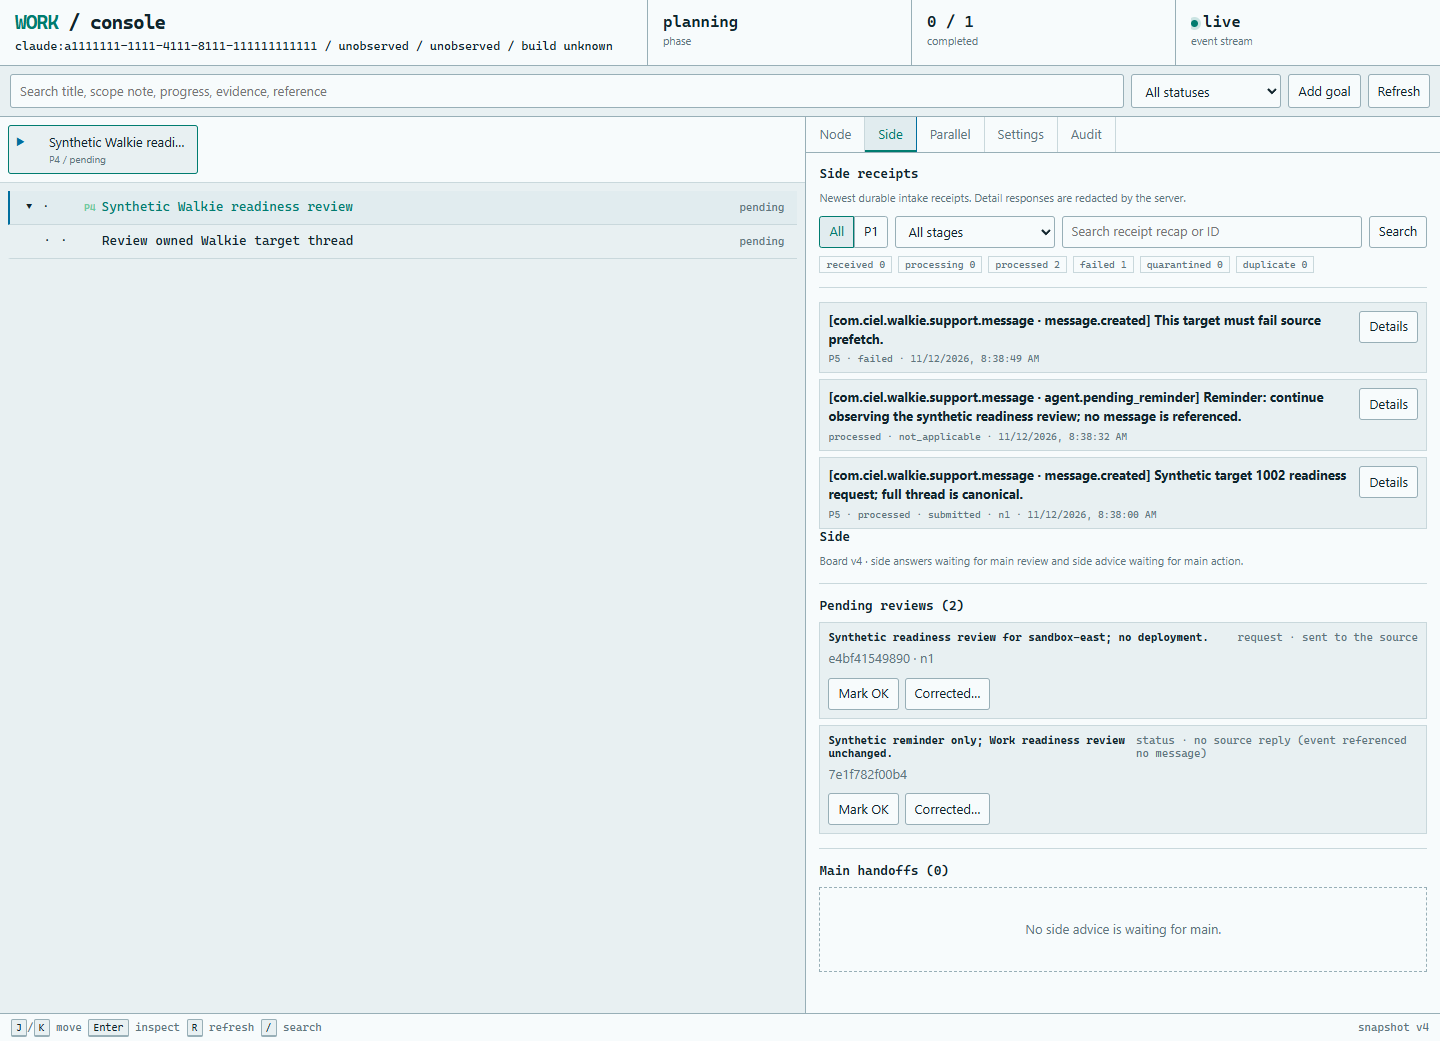 WORK / console
claude:a1111111-1111-4111-8111-111111111111 / unobserved / unobserved / build unknown
planning
phase
0 / 1
completed
live
event stream
Search title, scope note, progress, evidence, reference
All statuses
Add goal
Refresh
Synthetic Walkie readi...
P4 / pending
P4 Synthetic Walkie readiness review
pending
Review owned Walkie target thread
pending
Node
Side
Parallel
Settings
Audit
Side receipts
Newest durable intake receipts. Detail responses are redacted by the server.
All
P1
All stages
Search receipt recap or ID
Search
received 0
processing 0
processed 2
failed 1
quarantined 0
duplicate 0
[com.ciel.walkie.support.message · message.created] This target must fail source
prefetch.
P5 · failed · 11/12/2026, 8:38:49 AM
Details
[com.ciel.walkie.support.message · agent.pending_reminder] Reminder: continue
observing the synthetic readiness review; no message is referenced.
processed · not_applicable · 11/12/2026, 8:38:32 AM
Details
[com.ciel.walkie.support.message · message.created] Synthetic target 1002 readiness
request; full thread is canonical.
P5 · processed · submitted · n1 · 11/12/2026, 8:38:00 AM
Details
Side
Board v4 · side answers waiting for main review and side advice waiting for main action.
Pending reviews (2)
Synthetic readiness review for sandbox-east; no deployment.
request · sent to the source
e4bf41549890 · n1
Mark OK
Corrected...
Synthetic reminder only; Work readiness review
unchanged.
status · no source reply (event referenced
no message)
7e1f782f00b4
Mark OK
Corrected...
Main handoffs (0)
No side advice is waiting for main.
J/K move Enter inspect R refresh / search
snapshot v4